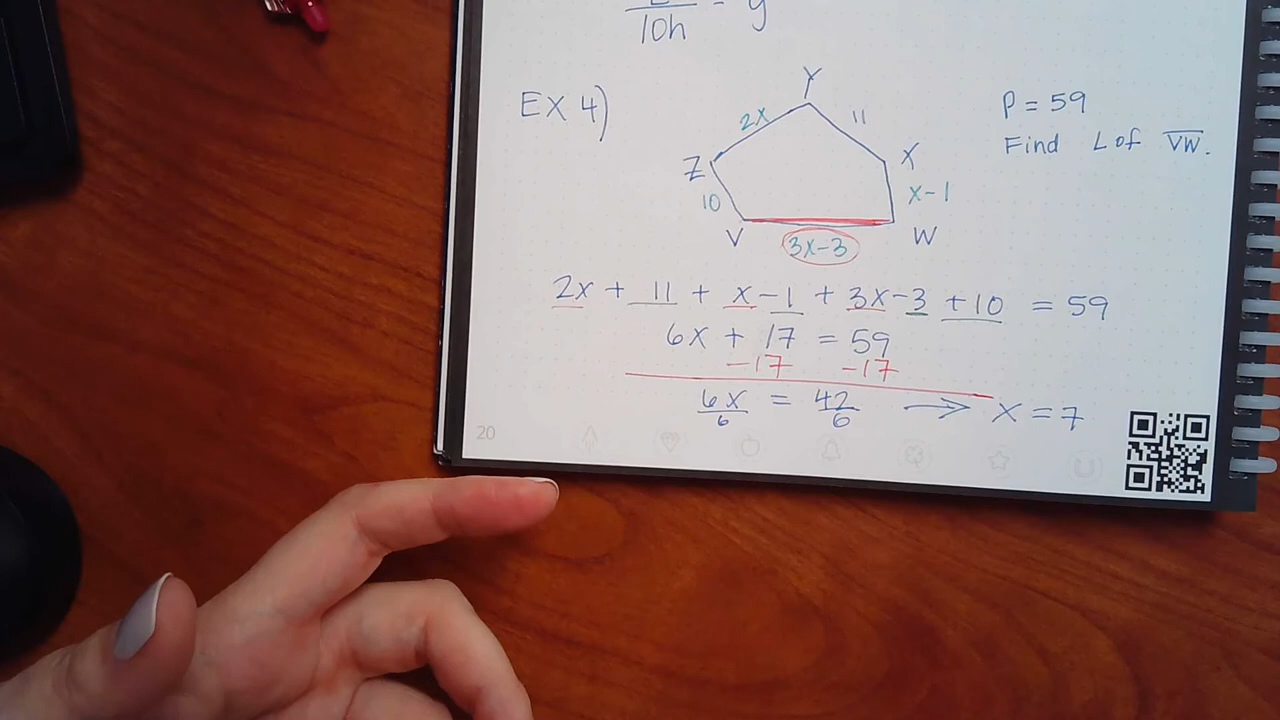 10h = y
EX 4)
Y
2X
11
P = 59
Find L of VW.
Z
X
10
X-1
V
3X-3
W
2X + 11 + X-1 + 3X-3 +10 = 59
6X + 17 = 59
-17 -17
6X/6 = 42/6 → X = 7
20